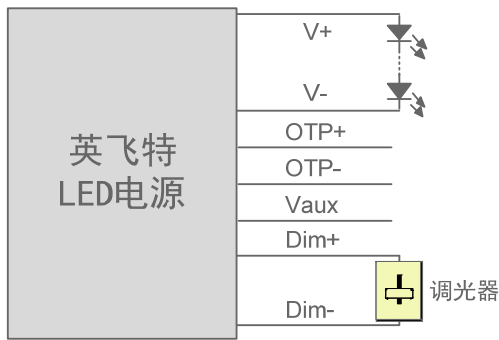 V+
V-
OTP+
英飞特
LED电源
OTP-
Vaux
Dim+
调光器
Dim-